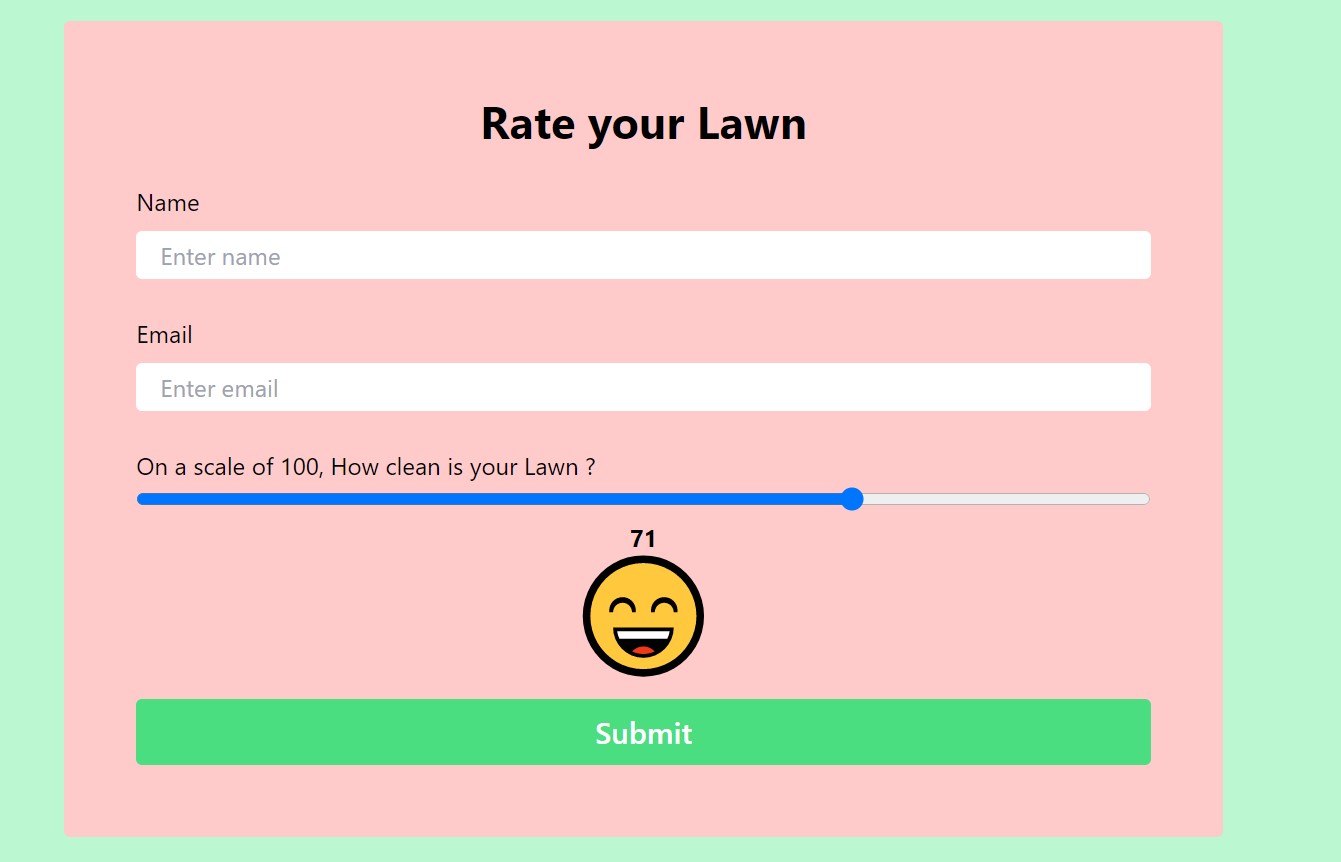 Rate your Lawn
Name
Enter name
Email
Enter email
On a scale of 100, How clean is your Lawn ?
71
Submit